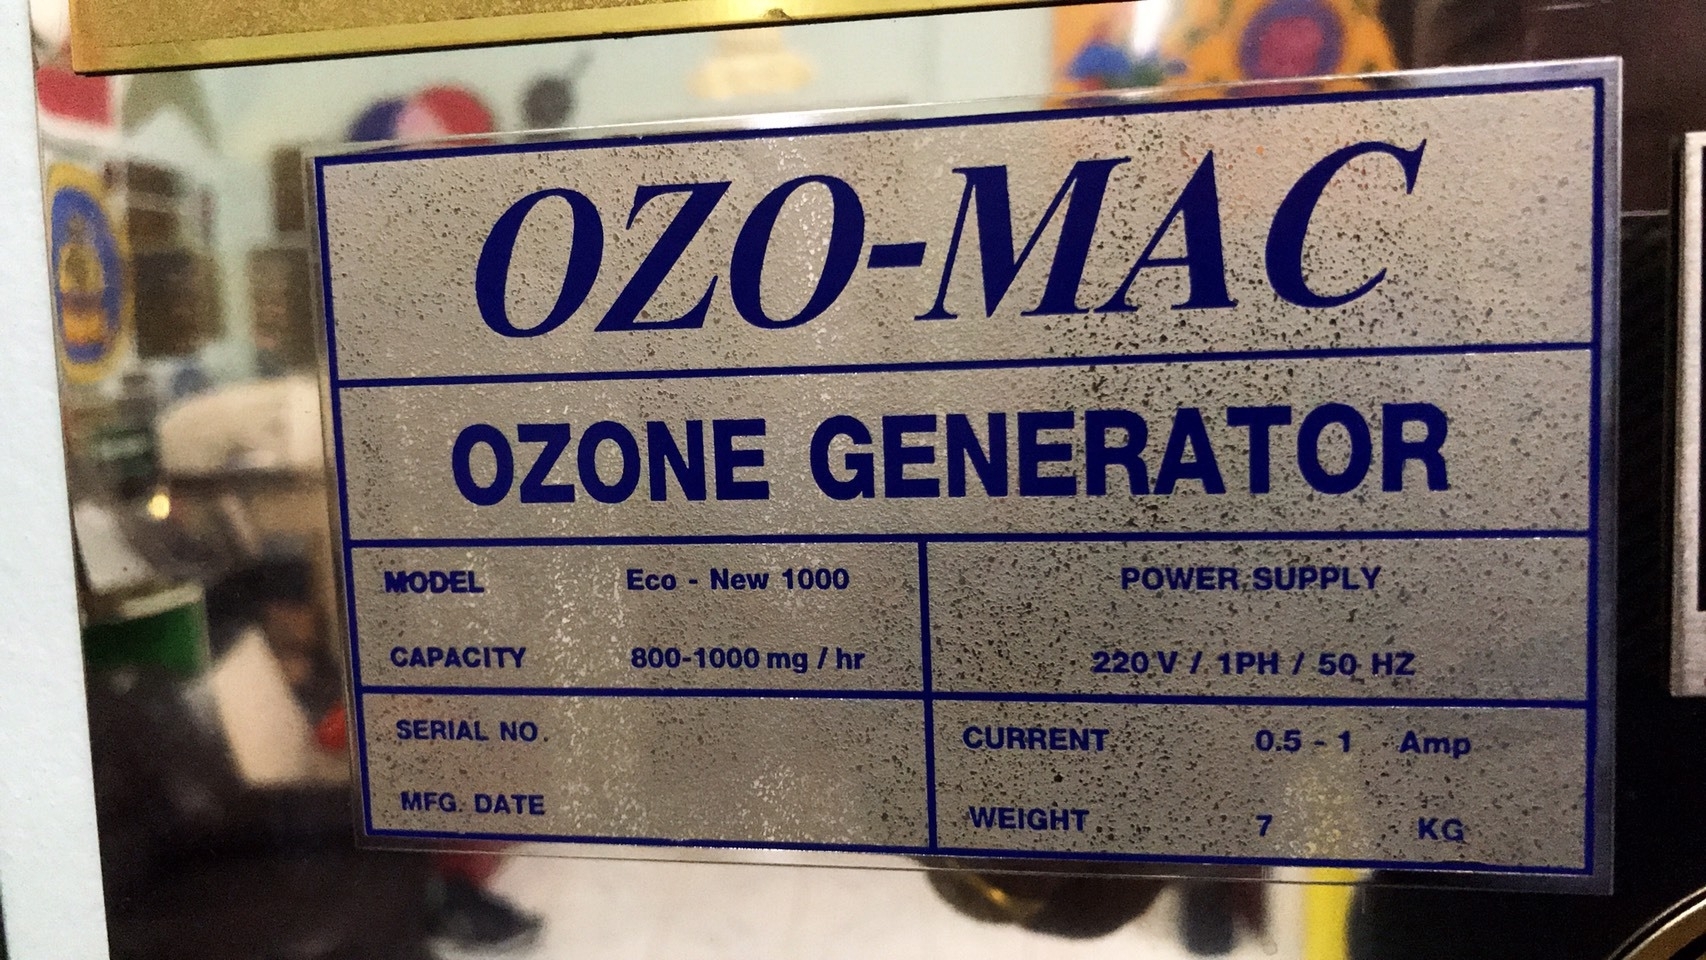 OZO-MAC
OZONE GENERATOR
MODEL Eco - New 1000
CAPACITY 800-1000 mg / hr
POWER SUPPLY
220 V / 1PH / 50 HZ
SERIAL NO.
MFG. DATE
CURRENT 0.5 - 1 Amp
WEIGHT 7 KG